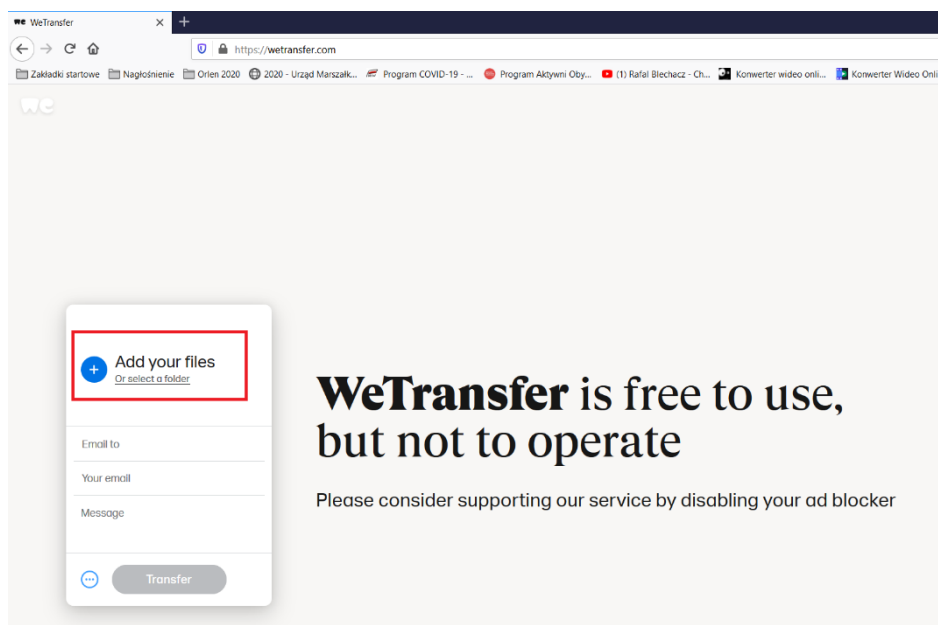 we WeTransfer
https://wetransfer.com
Zakładki startowe Nagłośnienie Orlen 2020 2020 - Urząd Marszałk... Program COVID-19 - ... Program Aktywni Oby... (1) Rafał Blechacz - Ch... Konwerter wideo onli... Konwerter Wideo Onli
we
Add your files
Or select a folder
Email to
Your email
Message
Transfer
WeTransfer is free to use,
but not to operate
Please consider supporting our service by disabling your ad blocker